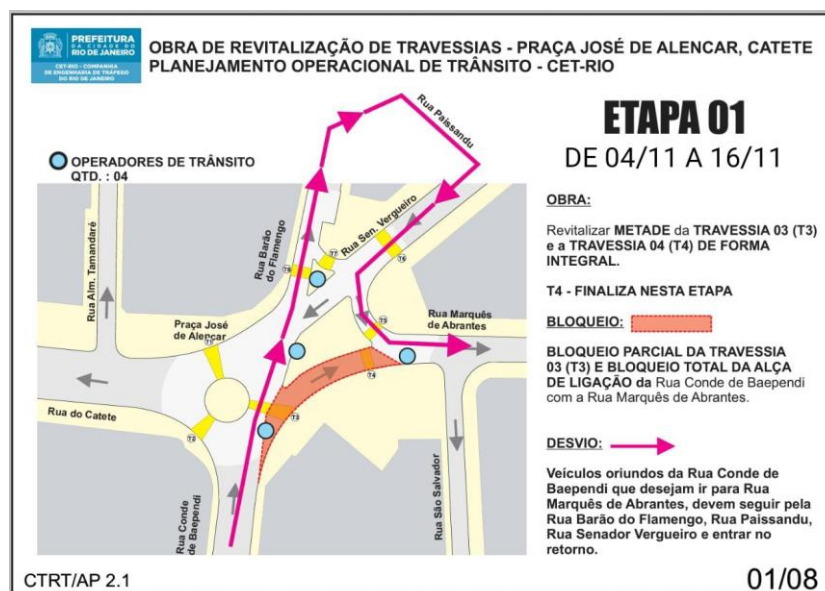 PREFEITURA
DA CIDADE DO
RIO DE JANEIRO
CET-RIO - COMPANHIA
DE ENGENHARIA DE TRÁFEGO
DO RIO DE JANEIRO
OBRA DE REVITALIZAÇÃO DE TRAVESSIAS - PRAÇA JOSÉ DE ALENCAR, CATETE
PLANEJAMENTO OPERACIONAL DE TRÂNSITO - CET-RIO
OPERADORES DE TRÂNSITO
QTD. : 04
Rua Paissandu
Rua Alm. Tamandaré
Rua Barão
do Flamengo
Rua Sen. Vergueiro
T7
T8
T6
Praça José
de Alencar
T1
Rua Marquês
de Abrantes
T5
T4
T3
T2
Rua do Catete
Rua Conde
de Baependi
Rua São Salvador
ETAPA 01
DE 04/11 A 16/11
OBRA:
Revitalizar METADE da TRAVESSIA 03 (T3)
e a TRAVESSIA 04 (T4) DE FORMA
INTEGRAL.
T4 - FINALIZA NESTA ETAPA
BLOQUEIO:
BLOQUEIO PARCIAL DA TRAVESSIA
03 (T3) E BLOQUEIO TOTAL DA ALÇA
DE LIGAÇÃO da Rua Conde de Baependi
com a Rua Marquês de Abrantes.
DESVIO:
Veículos oriundos da Rua Conde de
Baependi que desejam ir para Rua
Marquês de Abrantes, devem seguir pela
Rua Barão do Flamengo, Rua Paissandu,
Rua Senador Vergueiro e entrar no
retorno.
CTRT/AP 2.1
01/08